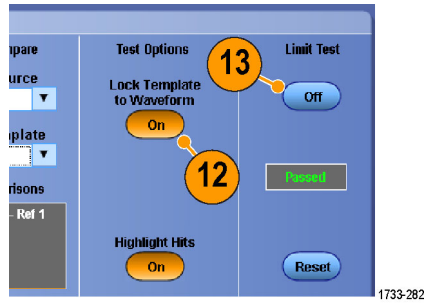 npare
urce
nplate
risons
- Ref 1
Test Options
Lock Template
to Waveform
On
12
Highlight Hits
On
13
Limit Test
Off
Passed
Reset
1733-282